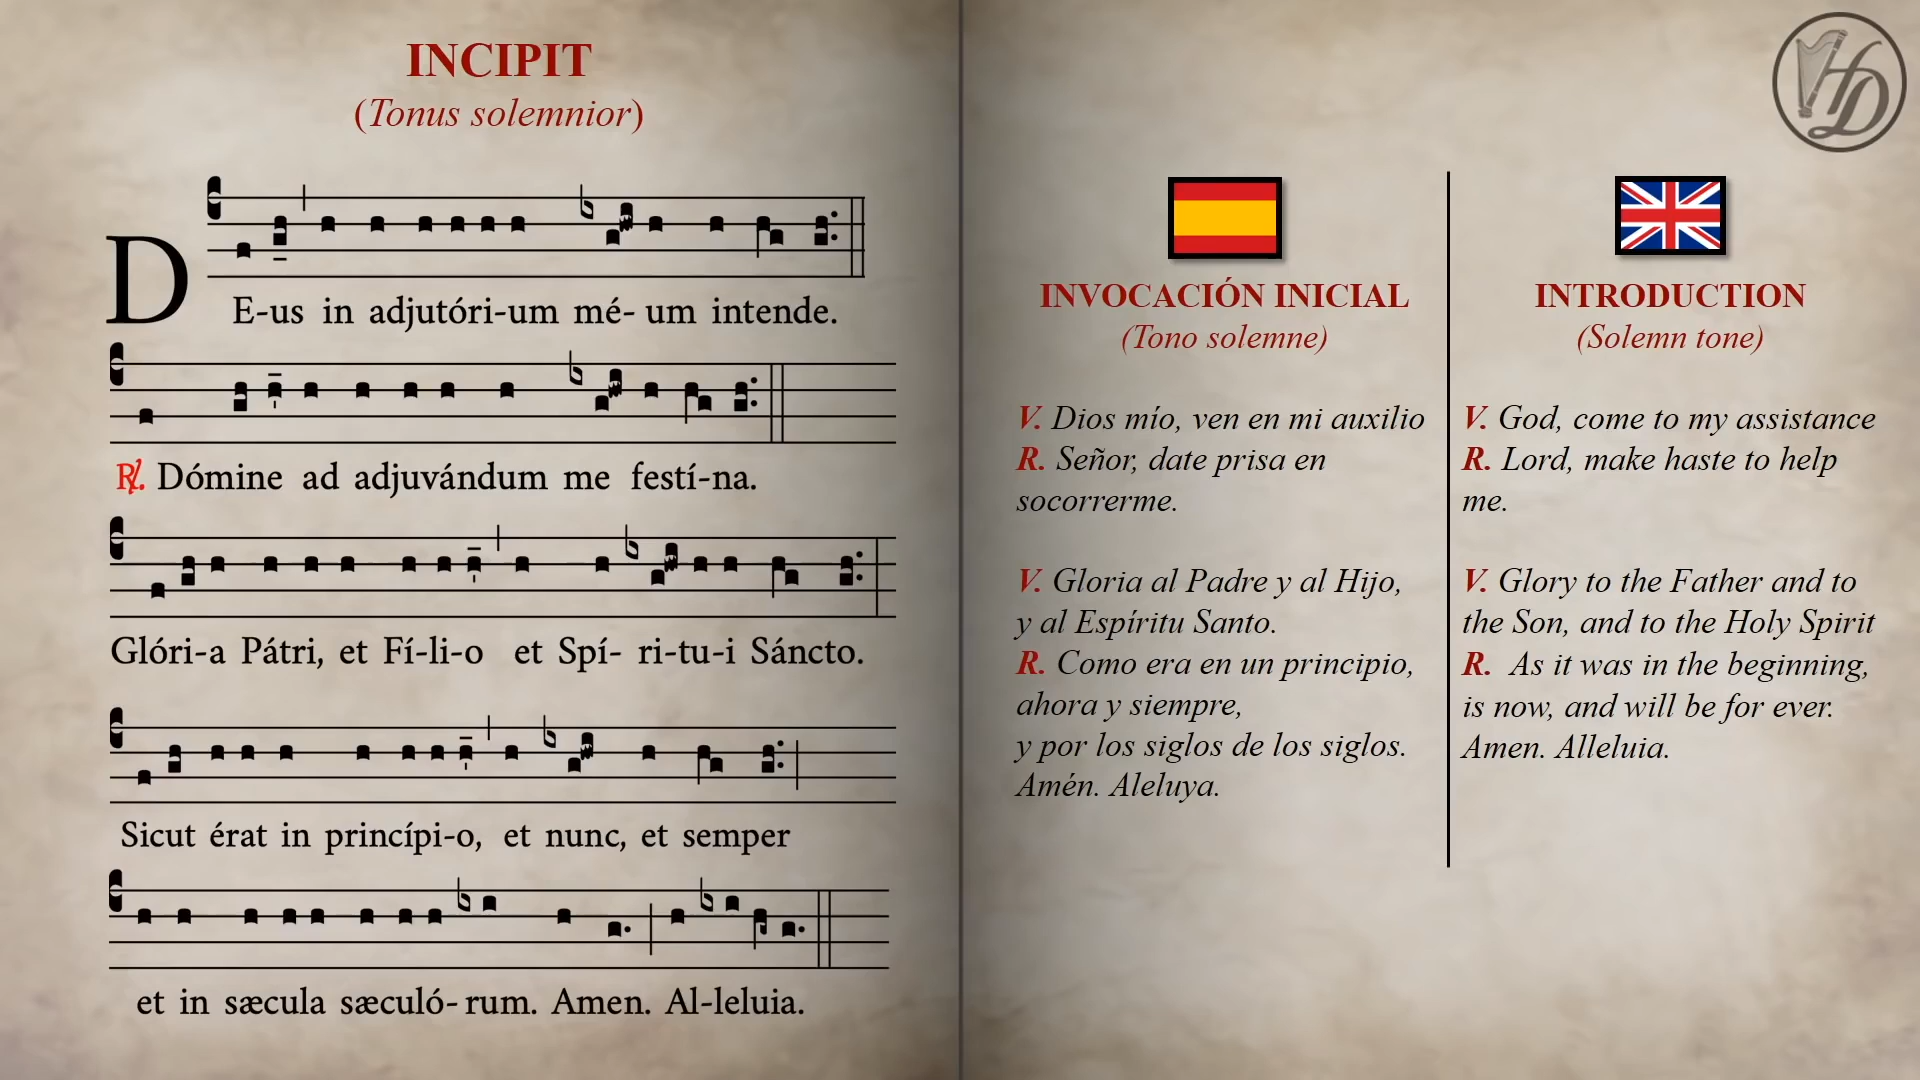 INCIPIT
(Tonus solemnior)
DE-us in adjutóri-um mé- um intende.
℟. Dómine ad adjuvándum me festí-na.
Glóri-a Pátri, et Fí-li-o et Spí- ri-tu-i Sáncto.
Sicut érat in princípi-o, et nunc, et semper
et in sæcula sæculó- rum. Amen. Al-leluia.
HD
INVOCACIÓN INICIAL
(Tono solemne)
V. Dios mío, ven en mi auxilio
R. Señor, date prisa en
socorrerme.
V. Gloria al Padre y al Hijo,
y al Espíritu Santo.
R. Como era en un principio,
ahora y siempre,
y por los siglos de los siglos.
Amén. Aleluya.
INTRODUCTION
(Solemn tone)
V. God, come to my assistance
R. Lord, make haste to help
me.
V. Glory to the Father and to
the Son, and to the Holy Spirit
R. As it was in the beginning,
is now, and will be for ever.
Amen. Alleluia.